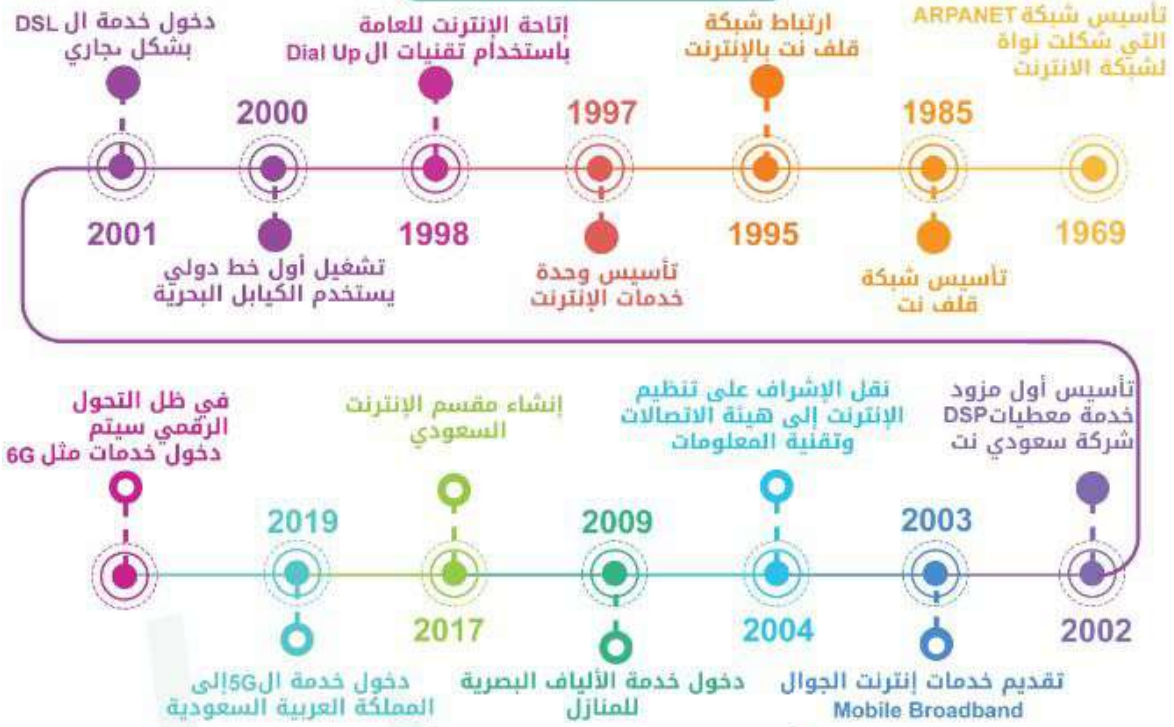 تأسيس شبكة ARPANET
التي شكلت نواة
لشبكة الانترنت
1969
1985
تأسيس شبكة
قلف نت
ارتباط شبكة
قلف نت بالإنترنت
1995
1997
تأسيس وحدة
خدمات الإنترنت
إتاحة الإنترنت للعامة
باستخدام تقنيات ال Dial Up
1998
2000
تشغيل أول خط دولي
يستخدم الكيابل البحرية
دخول خدمة ال DSL
بشكل تجاري
2001
تأسيس أول مزود
خدمة معطيات DSP
شركة سعودي نت
2002
2003
تقديم خدمات إنترنت الجوال
Mobile Broadband
نقل الإشراف على تنظيم
الإنترنت إلى هيئة الاتصالات
وتقنية المعلومات
2004
2009
دخول خدمة الألياف البصرية
للمنازل
إنشاء مقسم الإنترنت
السعودي
2017
2019
دخول خدمة ال5G إلى
المملكة العربية السعودية
في ظل التحول
الرقمي سيتم
دخول خدمات مثل 6G